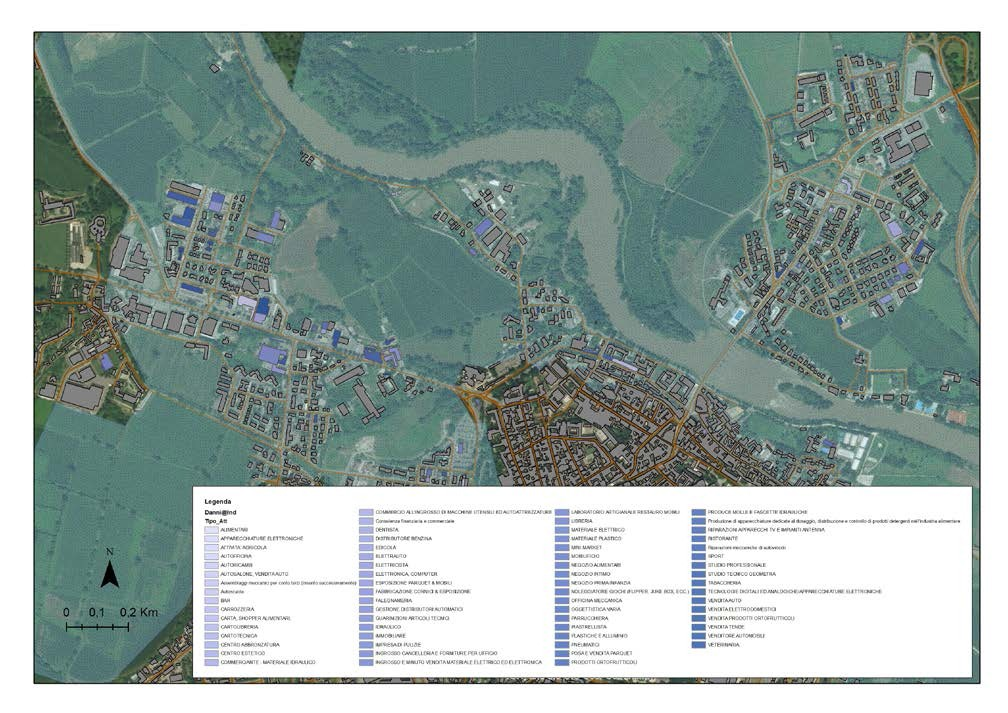 N
0 0,1 0,2 Km
Legenda
Danni@Ind
Tipo_Att
ALIMENTARI
APPARECCHIATURE ELETTRONICHE
ATTIVITA' AGRICOLA
AUTOFFICINA
AUTORICAMBI
AUTOSALONE, VENDITA AUTO
Assemblaggi meccanici per conto terzi (inserito successivamente)
Autoscuola
BAR
CARROZZERIA
CARTA, SHOPPER ALIMENTARI
CARTOLIBRERIA
CARTOTECNICA
CENTRO ABBRONZATURA
CENTRO ESTETICO
COMMERCIANTE - MATERIALE IDRAULICO
COMMERCIO ALL'INGROSSO DI MACCHINE UTENSILI ED AUTOATTREZZATURE
Consulenza finanziaria e commerciale
DENTISTA
DISTRIBUTORE BENZINA
EDICOLA
ELETTRAUTO
ELETTRICISTA
ELETTRONICA, COMPUTER
ESPOSIZIONE PARQUET & MOBILI
FABBRICAZIONE, CORNICI & ESPOSIZIONE
FALEGNAMERIA
GESTIONE, DISTRIBUTORI AUTOMATICI
GUARNIZIONI ARTICOLI TECNICI
IDRAULICO
IMMOBILIARE
IMPRESA DI PULIZIE
INGROSSO CANCELLERIA E FORNITURE PER UFFICIO
INGROSSO E MINUTO VENDITA MATERIALE ELETTRICO ED ELETTRONICA
LABORATORIO ARTIGIANALE RESTAURO MOBILI
LIBRERIA
MATERIALE ELETTRICO
MATERIALE PLASTICO
MINI MARKET
MOBILIFICIO
NEGOZIO ALIMENTARI
NEGOZIO INTIMO
NEGOZIO PRIMA INFANZIA
NOLEGGIATORE GIOCHI (FLIPPER, JUKE BOX, ECC.)
OFFICINA MECCANICA
OGGETTISTICA VARIA
PARRUCCHIERA
PIASTRELLISTA
PLASTICHE E ALLUMINIO
PNEUMATICI
POSA E VENDITA PARQUET
PRODOTTI ORTOFRUTTICOLI
PRODUCE MOLLE E FASCETTE IDRAULICHE
Produzione di apparecchiature dedicate al dosaggio, distribuzione e controllo di prodotti detergenti nell'industria alimentare
RIPARAZIONI APPARECCHI TV E IMPIANTI ANTENNA
RISTORANTE
Riparazioni meccaniche di autoveicoli
SPORT
STUDIO PROFESSIONALE
STUDIO TECNICO GEOMETRA
TABACCHERIA
TECNOLOGIE DIGITALI ED ANALOGICHE/APPARECCHIATURE ELETTRONICHE
VENDITA AUTO
VENDITA ELETTRODOMESTICI
VENDITA PRODOTTI ORTOFRUTTICOLI
VENDITA TENDE
VENDITORE AUTOMOBILI
VETERINARIA